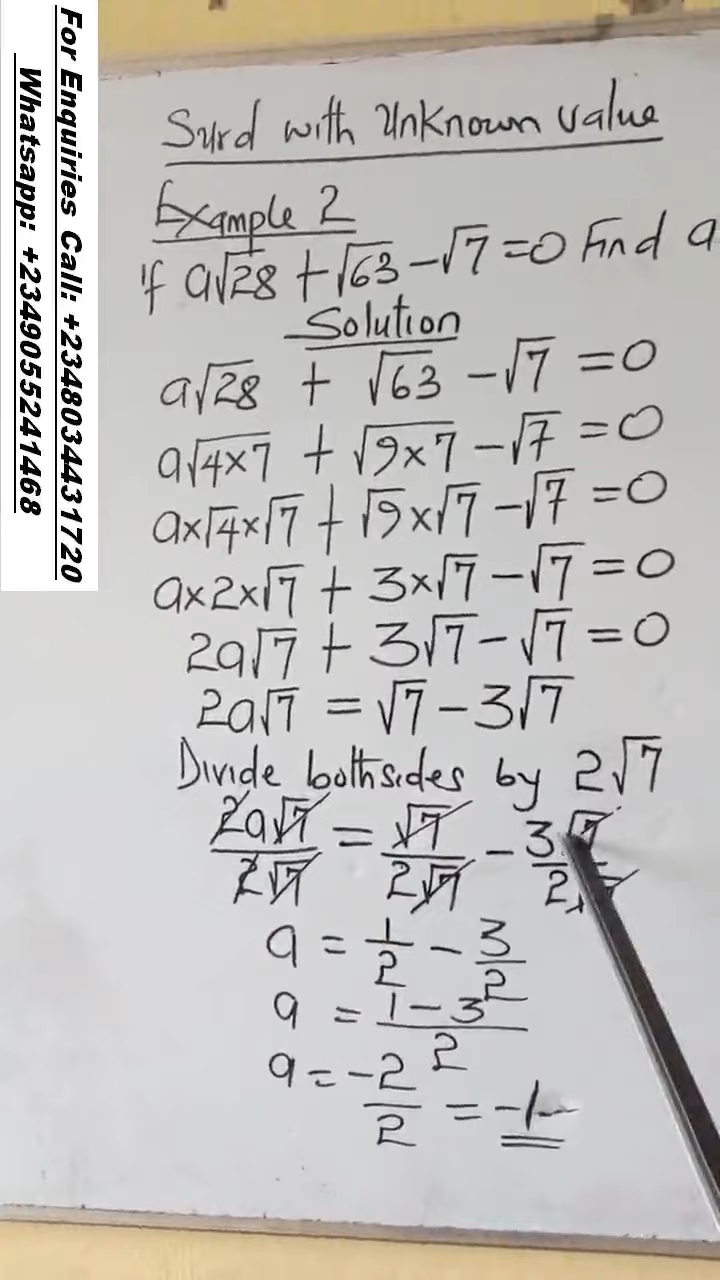 For Enquiries Call: +2348034431720
Whatsapp: +2349055241468
Surd with Unknown value
Example 2
if a√28 + √63 - √7 = 0 Find a
Solution
a√28 + √63 - √7 = 0
a√4×7 + √9×7 - √7 = 0
a×√4×√7 + √9×√7 - √7 = 0
a×2×√7 + 3×√7 - √7 = 0
2a√7 + 3√7 - √7 = 0
2a√7 = √7 - 3√7
Divide bothsides by 2√7
2a√7/2√7 = √7/2√7 - 3√7/2√7
a = 1/2 - 3/2
a = 1-3/2
a = -2/2 = -1